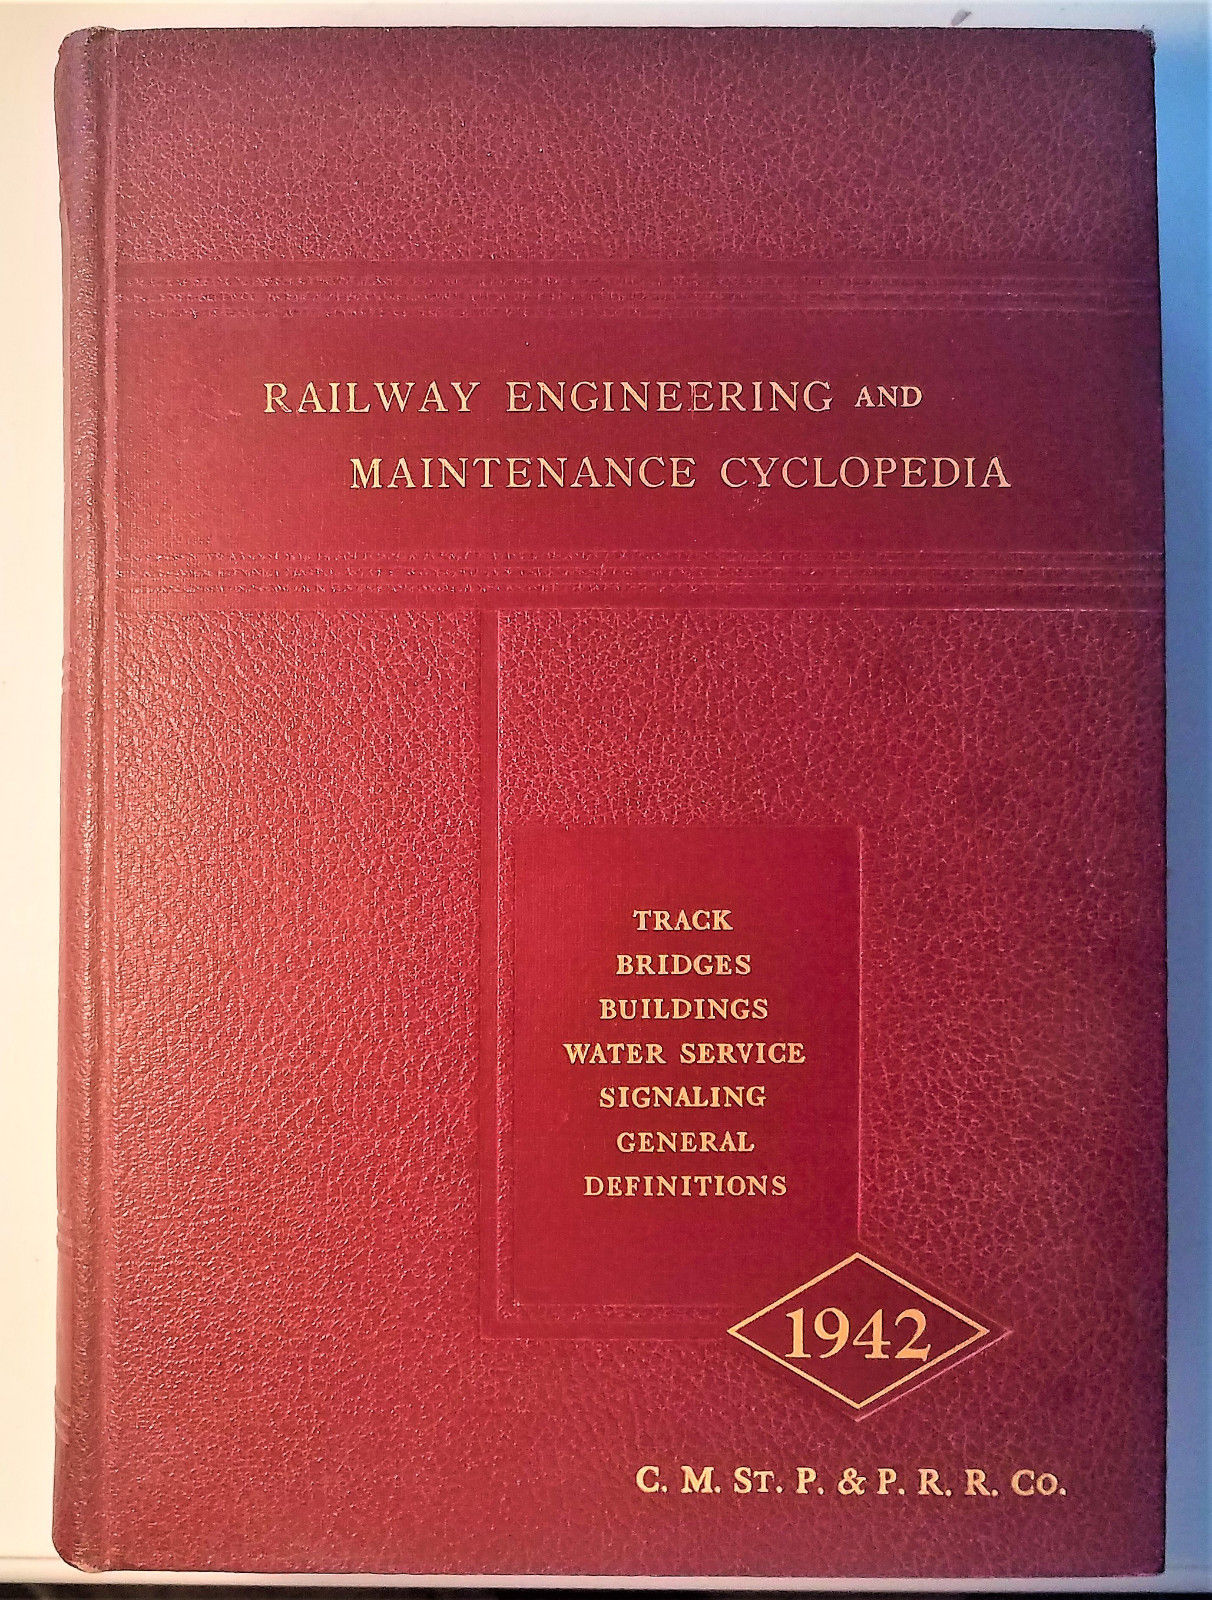 RAILWAY ENGINEERING AND
MAINTENANCE CYCLOPEDIA
TRACK
BRIDGES
BUILDINGS
WATER SERVICE
SIGNALING
GENERAL
DEFINITIONS
1942
C. M. ST. P. & P. R. R. CO.